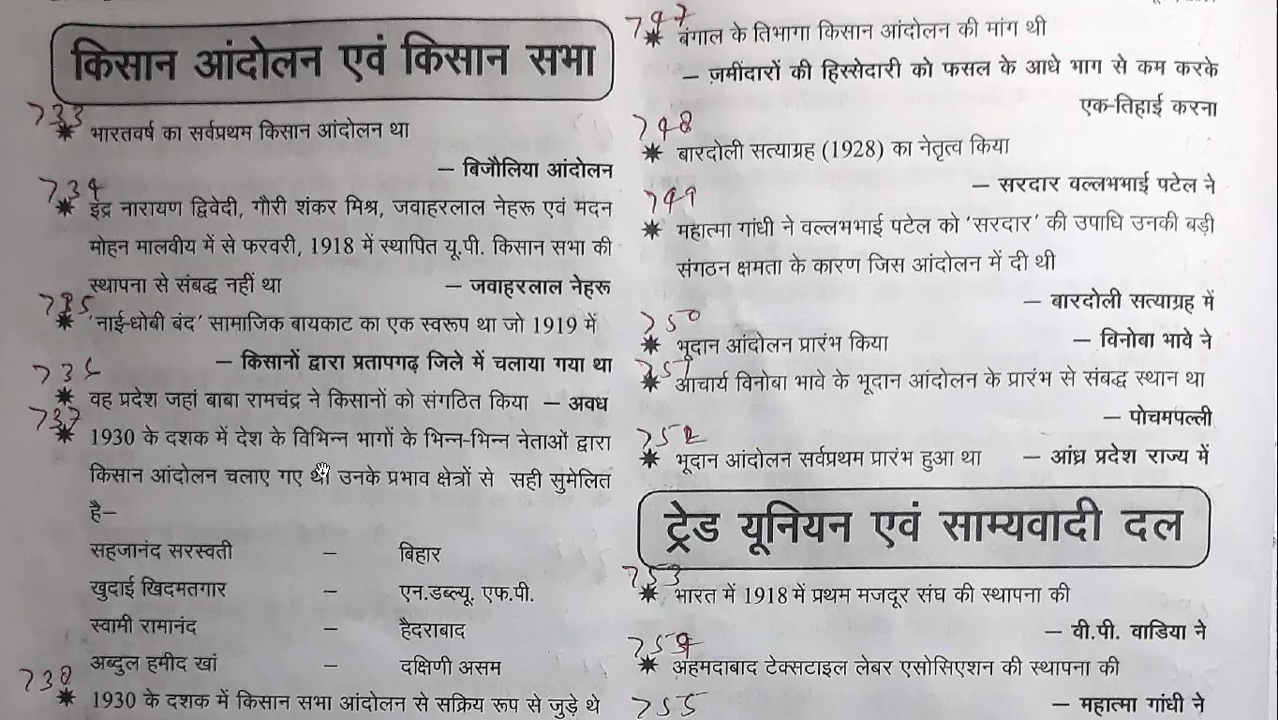 किसान आंदोलन एवं किसान सभा
733
✷ भारतवर्ष का सर्वप्रथम किसान आंदोलन था
– बिजौलिया आंदोलन
734
✷ इंद्र नारायण द्विवेदी, गौरी शंकर मिश्र, जवाहरलाल नेहरू एवं मदन
मोहन मालवीय में से फरवरी, 1918 में स्थापित यू.पी. किसान सभा की
स्थापना से संबद्ध नहीं था – जवाहरलाल नेहरू
735
✷ 'नाई-धोबी बंद' सामाजिक बायकाट का एक स्वरूप था जो 1919 में
– किसानों द्वारा प्रतापगढ़ जिले में चलाया गया था
736
✷ वह प्रदेश जहां बाबा रामचंद्र ने किसानों को संगठित किया – अवध
737
✷ 1930 के दशक में देश के विभिन्न भागों के भिन्न-भिन्न नेताओं द्वारा
किसान आंदोलन चलाए गए थे। उनके प्रभाव क्षेत्रों से सही सुमेलित
है–
सहजानंद सरस्वती – बिहार
खुदाई खिदमतगार – एन.डब्ल्यू. एफ.पी.
स्वामी रामानंद – हैदराबाद
अब्दुल हमीद खां – दक्षिणी असम
738
✷ 1930 के दशक में किसान सभा आंदोलन से सक्रिय रूप से जुड़े थे
747
✷ बंगाल के तिभागा किसान आंदोलन की मांग थी
– ज़मींदारों की हिस्सेदारी को फसल के आधे भाग से कम करके
एक-तिहाई करना
748
✷ बारदोली सत्याग्रह (1928) का नेतृत्व किया
– सरदार वल्लभभाई पटेल ने
749
✷ महात्मा गांधी ने वल्लभभाई पटेल को 'सरदार' की उपाधि उनकी बड़ी
संगठन क्षमता के कारण जिस आंदोलन में दी थी
– बारदोली सत्याग्रह में
750
✷ भूदान आंदोलन प्रारंभ किया – विनोबा भावे ने
751
✷ आचार्य विनोबा भावे के भूदान आंदोलन के प्रारंभ से संबद्ध स्थान था
– पोचमपल्ली
752
✷ भूदान आंदोलन सर्वप्रथम प्रारंभ हुआ था – आंध्र प्रदेश राज्य में
ट्रेड यूनियन एवं साम्यवादी दल
753
✷ भारत में 1918 में प्रथम मजदूर संघ की स्थापना की
– वी.पी. वाडिया ने
754
✷ अहमदाबाद टेक्सटाइल लेबर एसोसिएशन की स्थापना की
– महात्मा गांधी ने
755